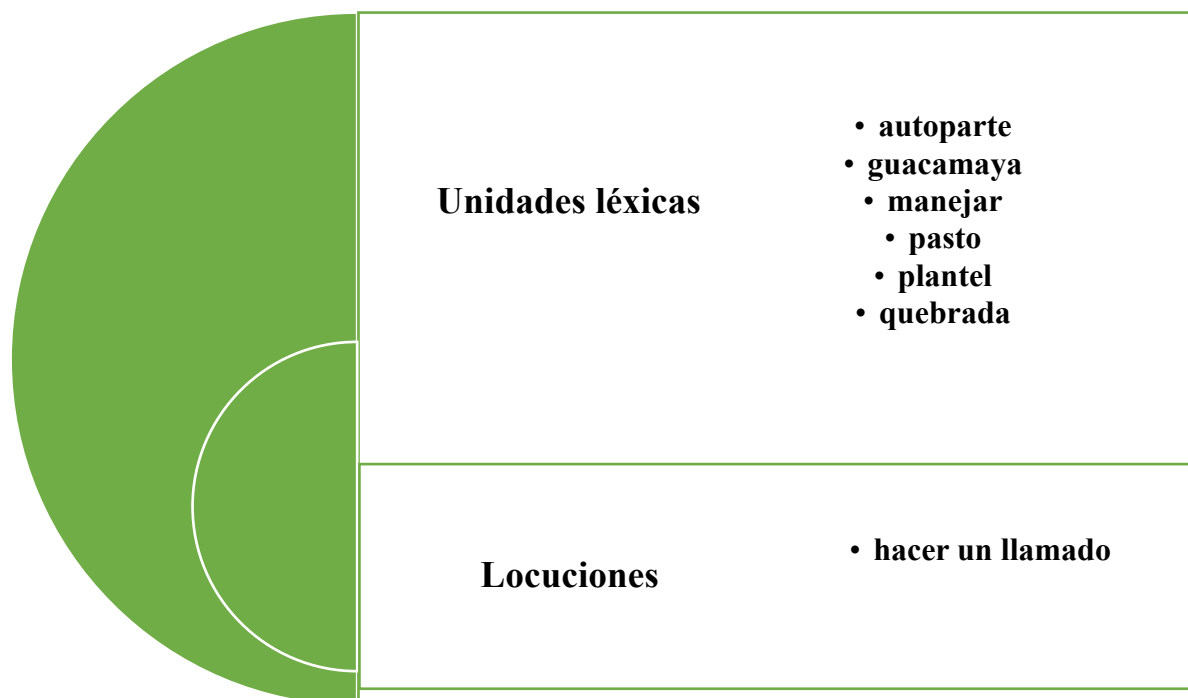 Unidades léxicas
• autoparte
• guacamaya
• manejar
• pasto
• plantel
• quebrada
Locuciones
• hacer un llamado